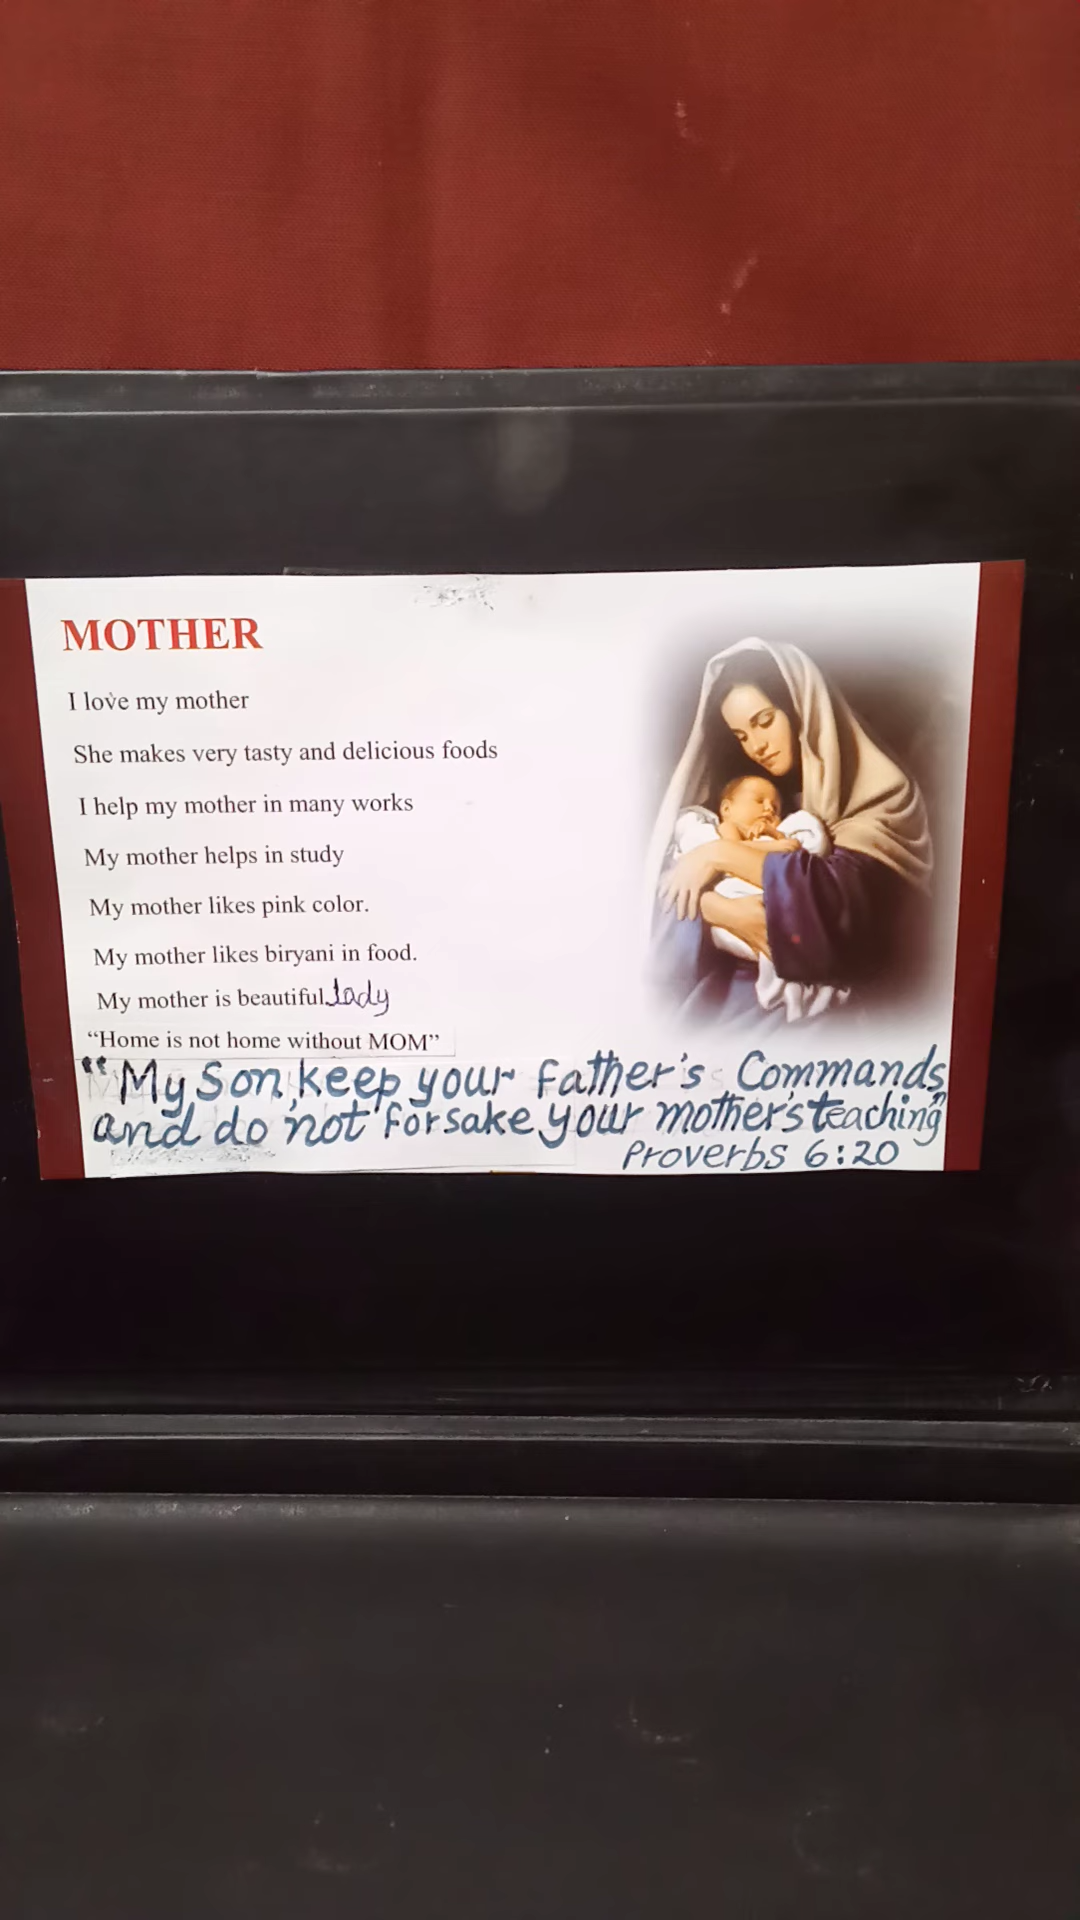 MOTHER
I love my mother
She makes very tasty and delicious foods
I help my mother in many works
My mother helps in study
My mother likes pink color.
My mother likes biryani in food.
My mother is beautiful lady
“Home is not home without MOM”
“My son, keep your Father's Commands
and do not forsake your mother's teaching”
Proverbs 6:20